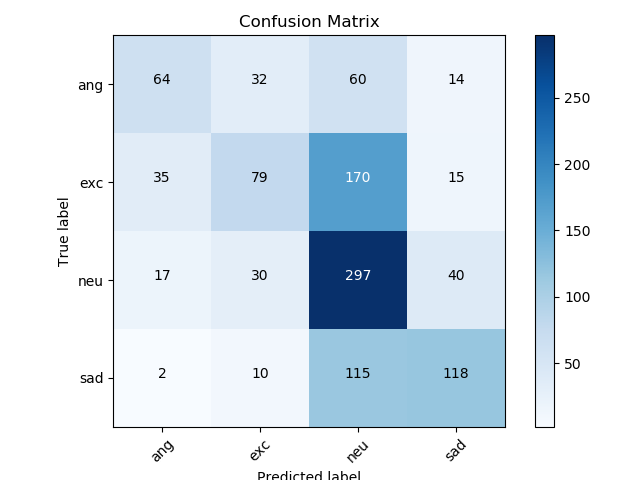 Confusion Matrix
True label
ang 64 32 60 14
exc 35 79 170 15
neu 17 30 297 40
sad 2 10 115 118
ang exc neu sad
Predicted label
250
200
150
100
50